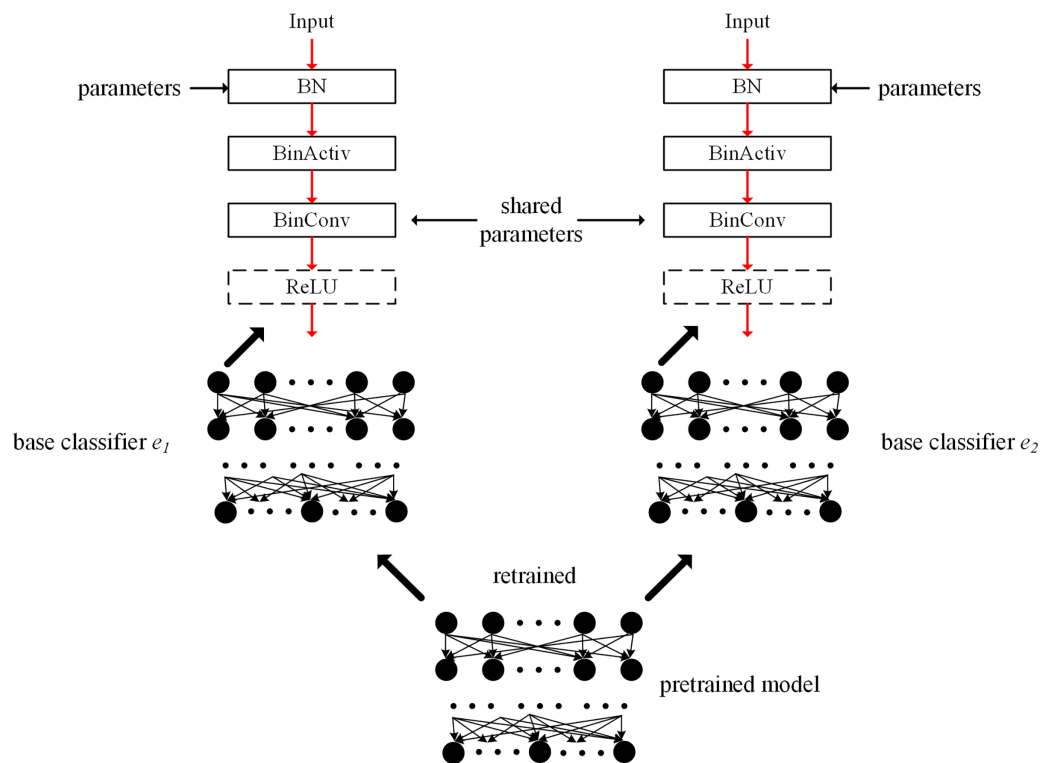 Input
Input
parameters
BN
BN
parameters
BinActiv
BinActiv
BinConv
shared
parameters
BinConv
ReLU
ReLU
base classifier e1
base classifier e2
retrained
pretrained model